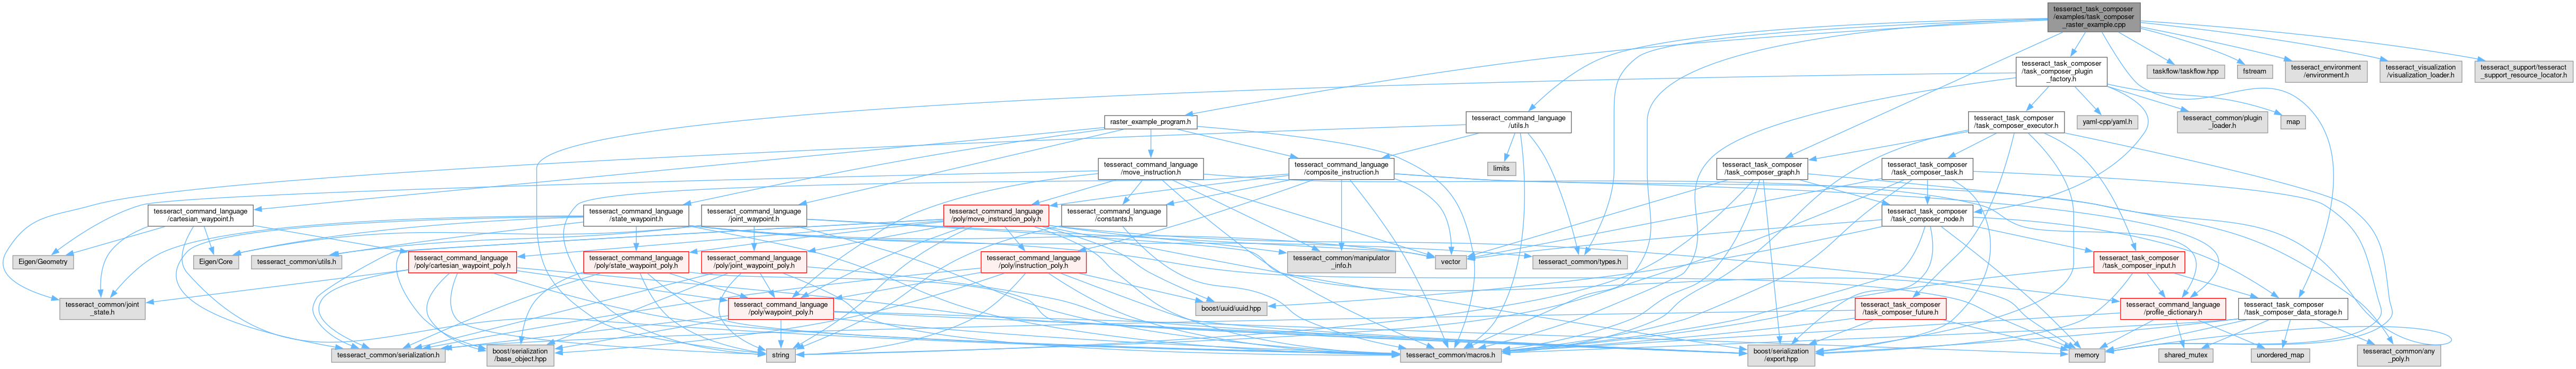 tesseract_task_composer
/examples/task_composer
_raster_example.cpp
tesseract_task_composer
/task_composer_plugin
_factory.h
taskflow/taskflow.hpp
fstream
tesseract_environment
/environment.h
tesseract_visualization
/visualization_loader.h
tesseract_support/tesseract
_support_resource_locator.h
raster_example_program.h
tesseract_command_language
/utils.h
tesseract_task_composer
/task_composer_executor.h
yaml-cpp/yaml.h
tesseract_common/plugin
_loader.h
map
tesseract_command_language
/move_instruction.h
tesseract_command_language
/composite_instruction.h
limits
tesseract_task_composer
/task_composer_graph.h
tesseract_task_composer
/task_composer_task.h
tesseract_command_language
/cartesian_waypoint.h
tesseract_command_language
/state_waypoint.h
tesseract_command_language
/joint_waypoint.h
tesseract_command_language
/poly/move_instruction_poly.h
tesseract_command_language
/constants.h
tesseract_task_composer
/task_composer_node.h
Eigen/Geometry
Eigen/Core
tesseract_common/utils.h
tesseract_command_language
/poly/cartesian_waypoint_poly.h
tesseract_command_language
/poly/state_waypoint_poly.h
tesseract_command_language
/poly/joint_waypoint_poly.h
tesseract_command_language
/poly/instruction_poly.h
tesseract_common/manipulator
_info.h
vector
tesseract_common/types.h
tesseract_task_composer
/task_composer_input.h
tesseract_common/joint
_state.h
tesseract_command_language
/poly/waypoint_poly.h
boost/uuid/uuid.hpp
tesseract_task_composer
/task_composer_future.h
tesseract_command_language
/profile_dictionary.h
tesseract_task_composer
/task_composer_data_storage.h
tesseract_common/serialization.h
boost/serialization
/base_object.hpp
string
tesseract_common/macros.h
boost/serialization
/export.hpp
memory
shared_mutex
unordered_map
tesseract_common/any
_poly.h